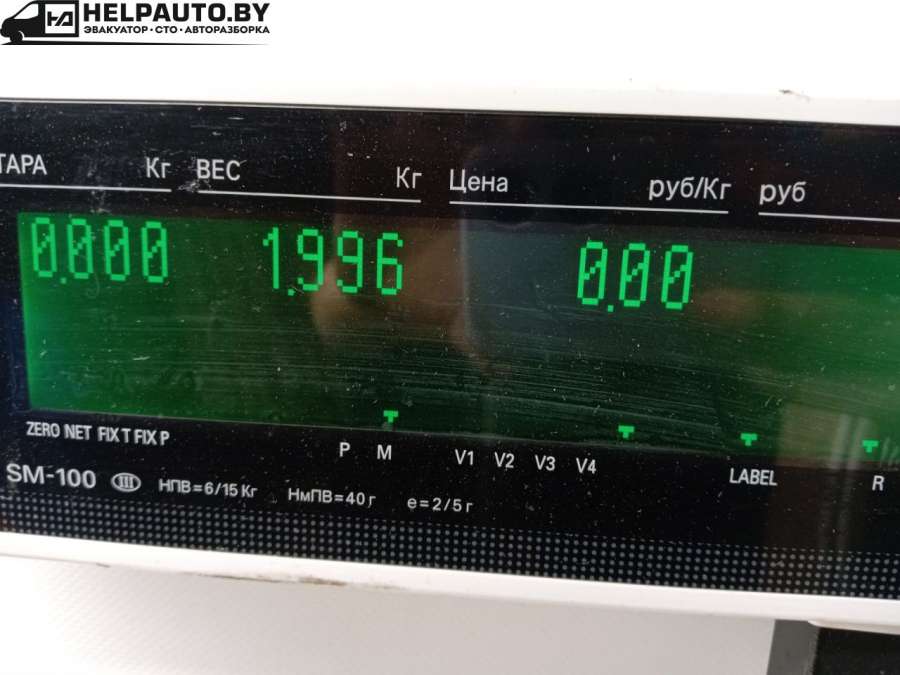 HELPAUTO.BY
ЭВАКУАТОР · СТО · АВТОРАЗБОРКА
ТАРА Кг ВЕС Кг Цена руб/Кг руб
0.000 1.996 0.00
ZERO NET FIX T FIX P P M V1 V2 V3 V4 LABEL R
SM-100 III НПВ=6/15 Кг НмПВ=40 г e=2/5 г